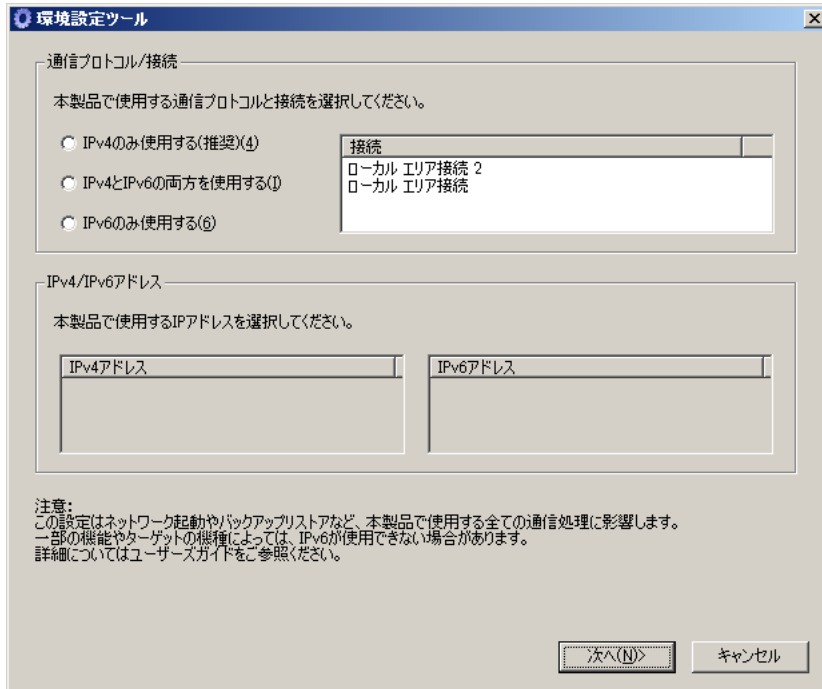 環境設定ツール
通信プロトコル/接続
本製品で使用する通信プロトコルと接続を選択してください。
IPv4のみ使用する(推奨)(4)
IPv4とIPv6の両方を使用する(I)
IPv6のみ使用する(6)
接続
ローカル エリア接続 2
ローカル エリア接続
IPv4/IPv6アドレス
本製品で使用するIPアドレスを選択してください。
IPv4アドレス
IPv6アドレス
注意:
この設定はネットワーク起動やバックアップリストアなど、本製品で使用する全ての通信処理に影響します。
一部の機能やターゲットの機種によっては、IPv6が使用できない場合があります。
詳細についてはユーザーズガイドをご参照ください。
次へ(N)>
キャンセル